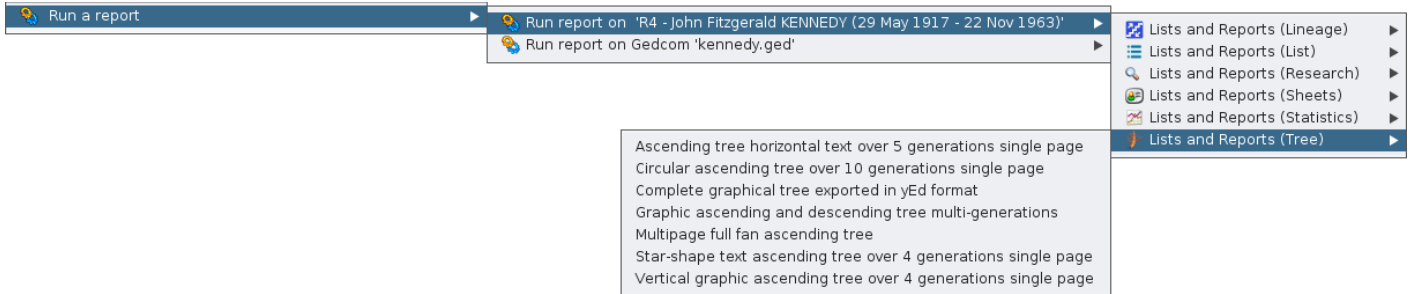 Run a report
Run report on 'R4 - John Fitzgerald KENNEDY (29 May 1917 - 22 Nov 1963)'
Run report on Gedcom 'kennedy.ged'
Lists and Reports (Lineage)
Lists and Reports (List)
Lists and Reports (Research)
Lists and Reports (Sheets)
Lists and Reports (Statistics)
Lists and Reports (Tree)
Ascending tree horizontal text over 5 generations single page
Circular ascending tree over 10 generations single page
Complete graphical tree exported in yEd format
Graphic ascending and descending tree multi-generations
Multipage full fan ascending tree
Star-shape text ascending tree over 4 generations single page
Vertical graphic ascending tree over 4 generations single page